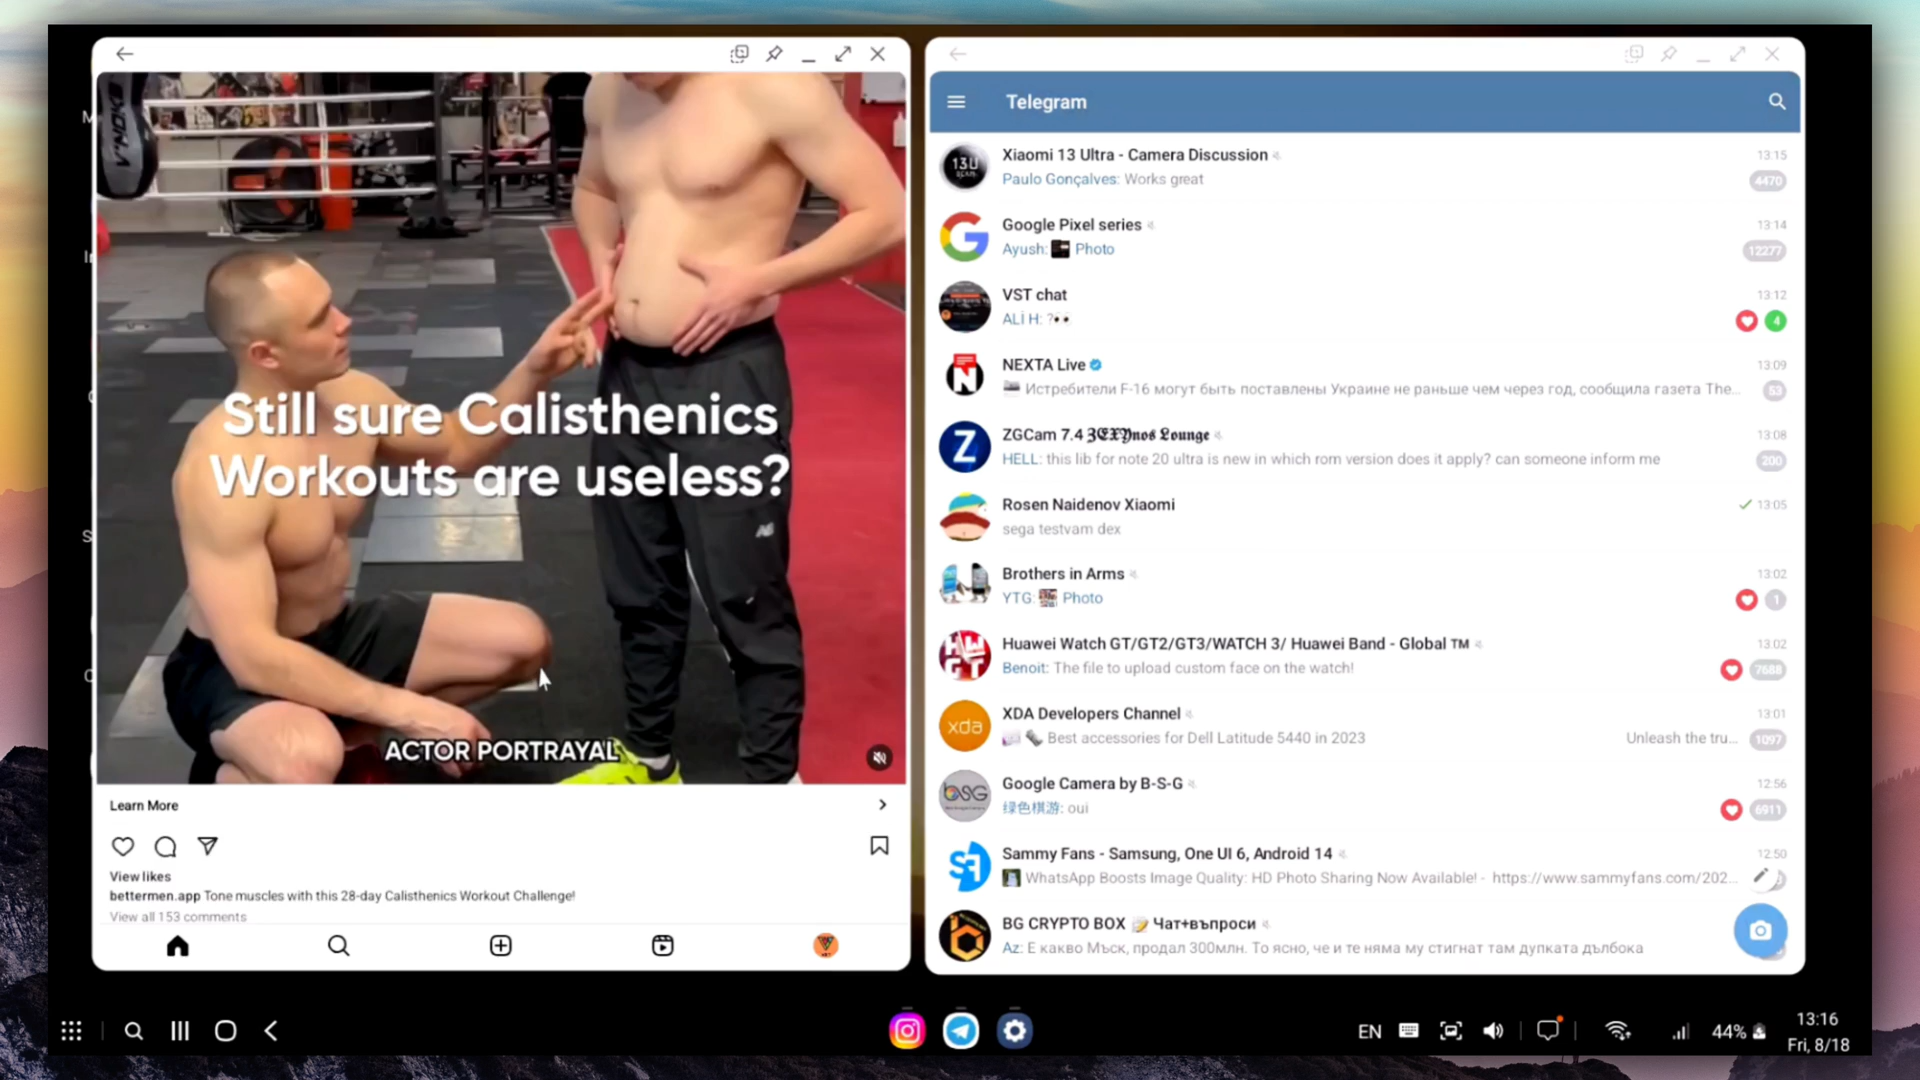 Still sure Calisthenics
Workouts are useless?
ACTOR PORTRAYAL
Learn More
View likes
bettermen.app Tone muscles with this 28-day Calisthenics Workout Challenge!
View all 153 comments
Telegram
Xiaomi 13 Ultra - Camera Discussion
13:15
Paulo Gonçalves: Works great
4470
Google Pixel series
13:14
Ayush: Photo
12277
VST chat
13:12
ALİ H: ?👀
4
NEXTA Live
13:09
Истребители F-16 могут быть поставлены Украине не раньше чем через год, сообщила газета The...
53
ZGCam 7.4 ℨ𝕰𝖃𝖄nos Lounge
13:08
HELL: this lib for note 20 ultra is new in which rom version does it apply? can someone inform me
200
Rosen Naidenov Xiaomi
13:05
sega testvam dex
Brothers in Arms
13:02
YTG: Photo
1
Huawei Watch GT/GT2/GT3/WATCH 3/ Huawei Band - Global ™
13:02
Benoit: The file to upload custom face on the watch!
7688
xda
XDA Developers Channel
13:01
Best accessories for Dell Latitude 5440 in 2023 Unleash the tru...
1097
Google Camera by B-S-G
12:56
绿色棋游: oui
6911
Sammy Fans - Samsung, One UI 6, Android 14
12:50
WhatsApp Boosts Image Quality: HD Photo Sharing Now Available! - https://www.sammyfans.com/202...
BG CRYPTO BOX 📝 Чат+въпроси
Az: Е какво Мъск, продал 300млн. То ясно, че и те няма му стигнат там дупката дълбока
EN
44%
13:16
Fri, 8/18